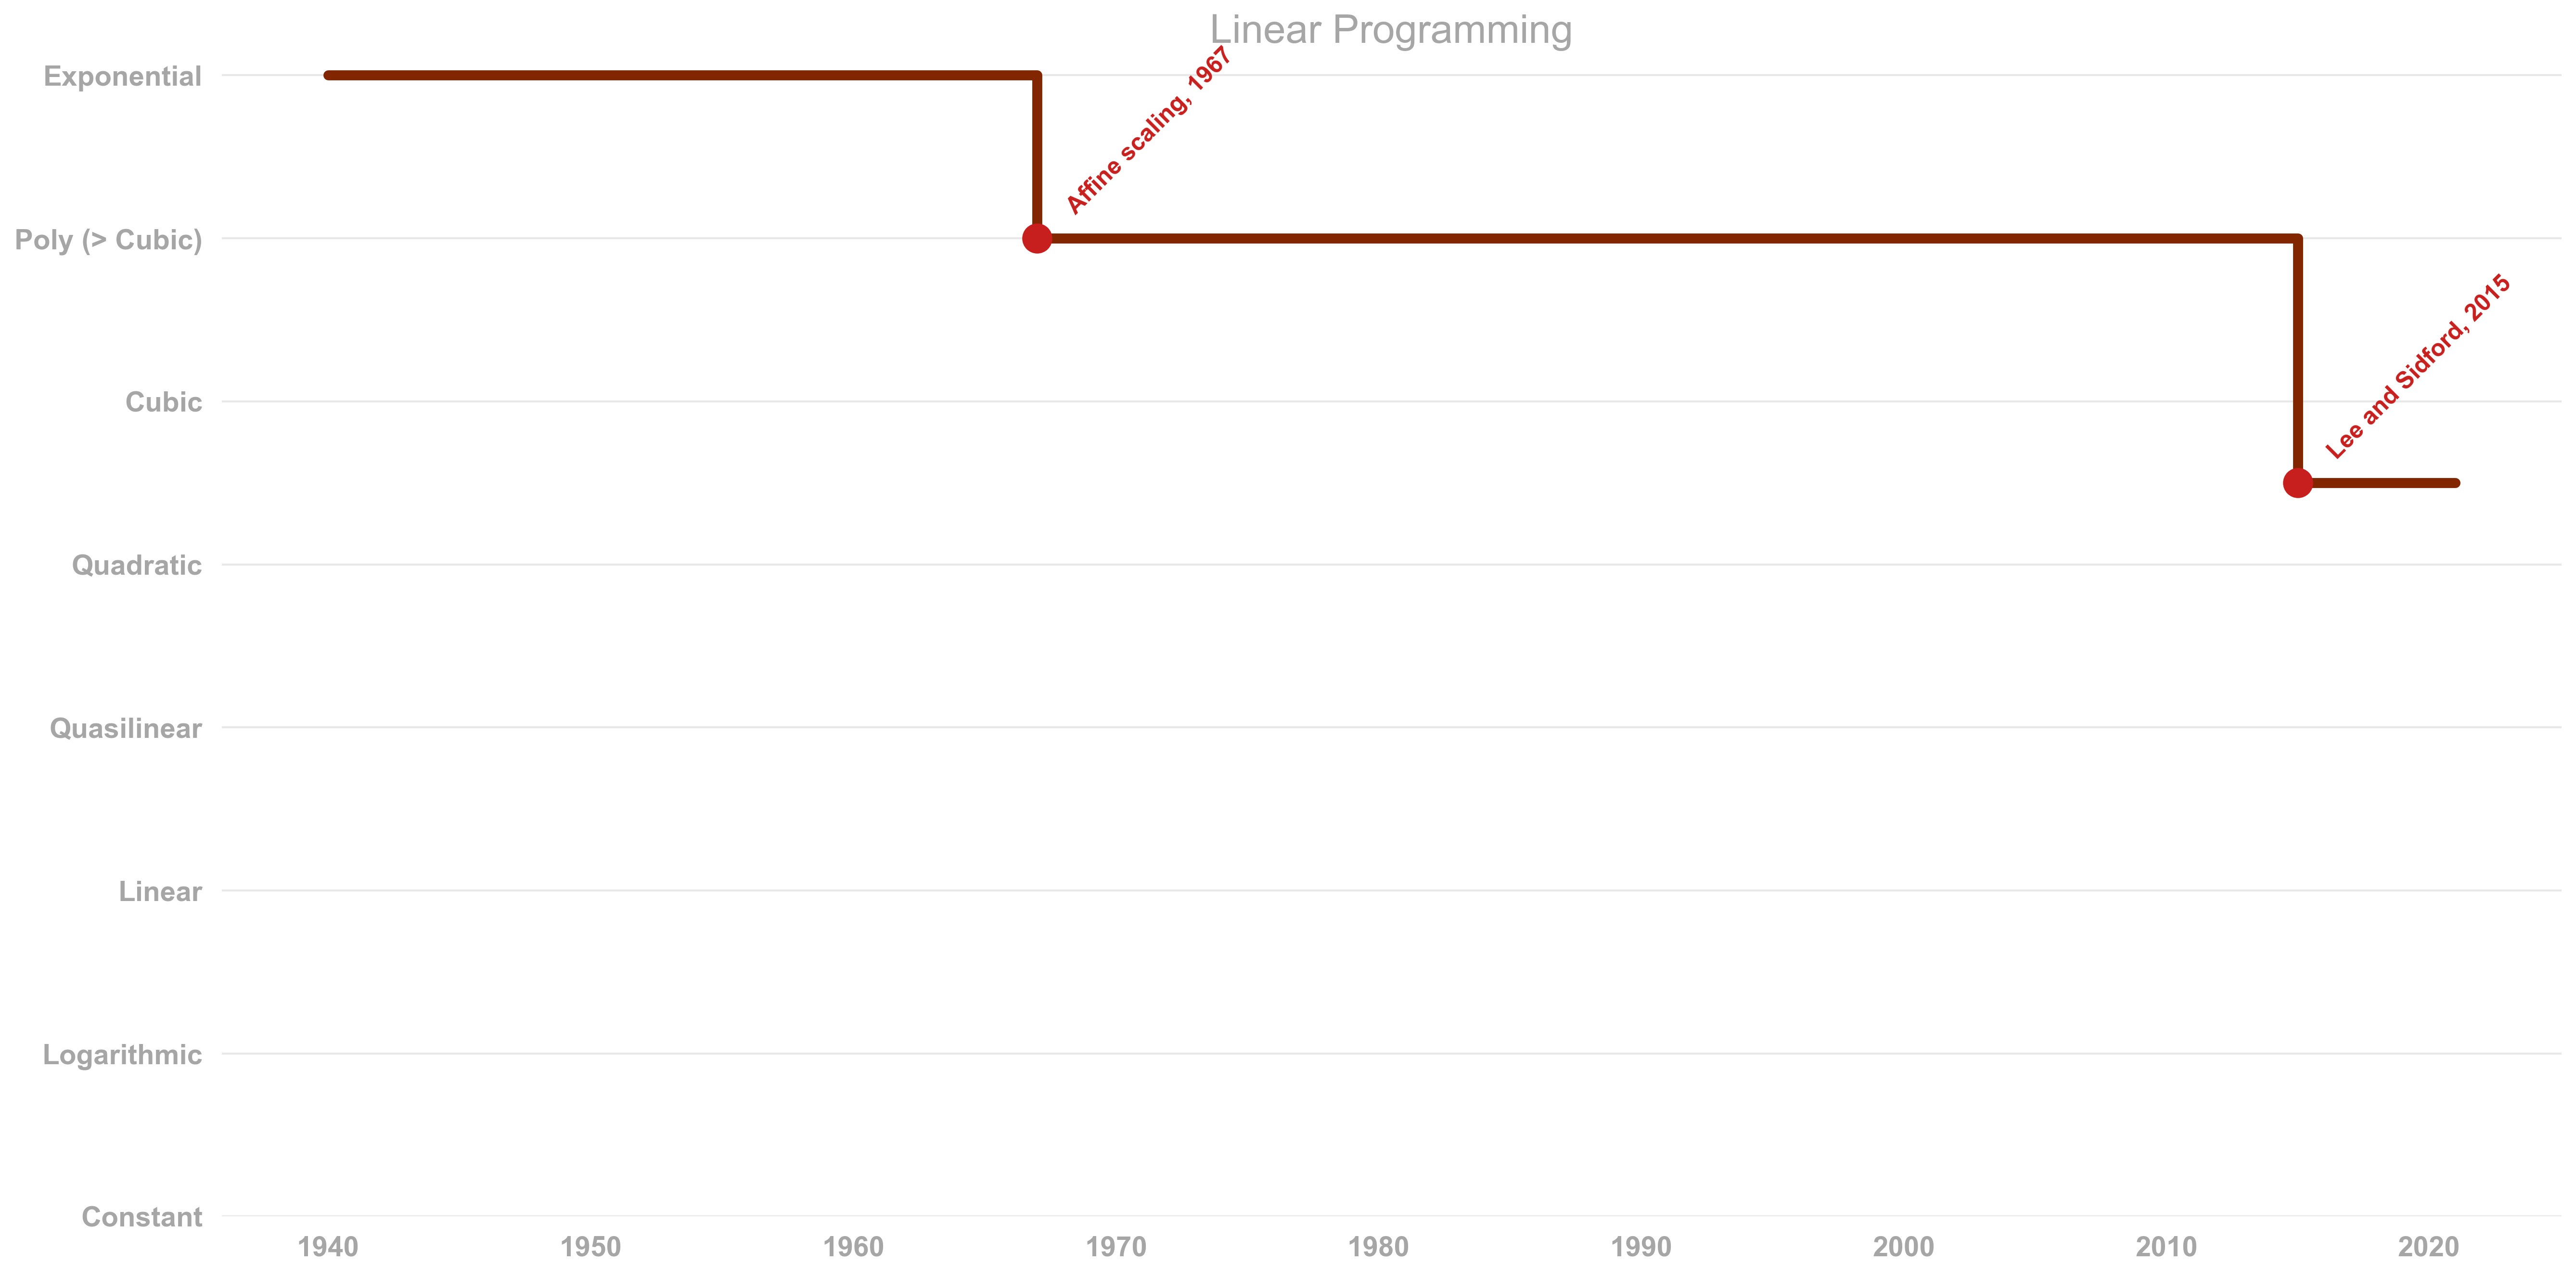 Linear Programming
Exponential
Affine scaling, 1967
Poly (> Cubic)
Lee and Sidford, 2015
Cubic
Quadratic
Quasilinear
Linear
Logarithmic
Constant
1940 1950 1960 1970 1980 1990 2000 2010 2020